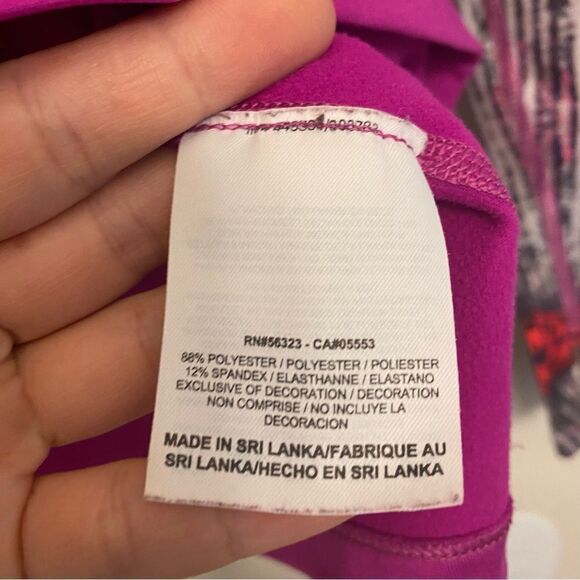 RN#56323 - CA#05553
88% POLYESTER / POLYESTER / POLIESTER
12% SPANDEX / ELASTHANNE / ELASTANO
EXCLUSIVE OF DECORATION / DECORATION
NON COMPRISE / NO INCLUYE LA
DECORACION
MADE IN SRI LANKA/FABRIQUE AU
SRI LANKA/HECHO EN SRI LANKA